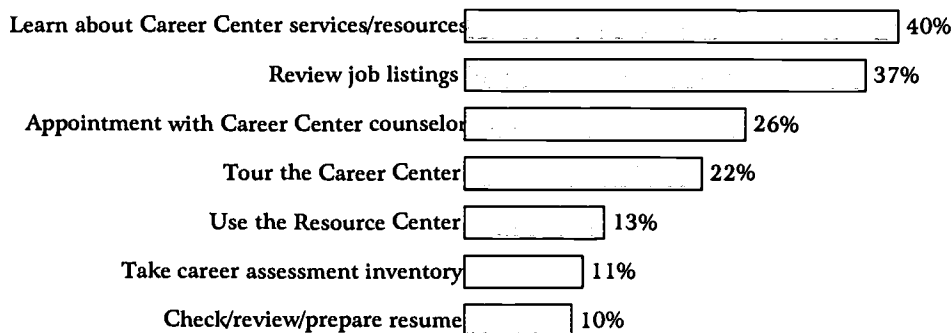 Learn about Career Center services/resources 40%
Review job listings 37%
Appointment with Career Center counselor 26%
Tour the Career Center 22%
Use the Resource Center 13%
Take career assessment inventory 11%
Check/review/prepare resume 10%